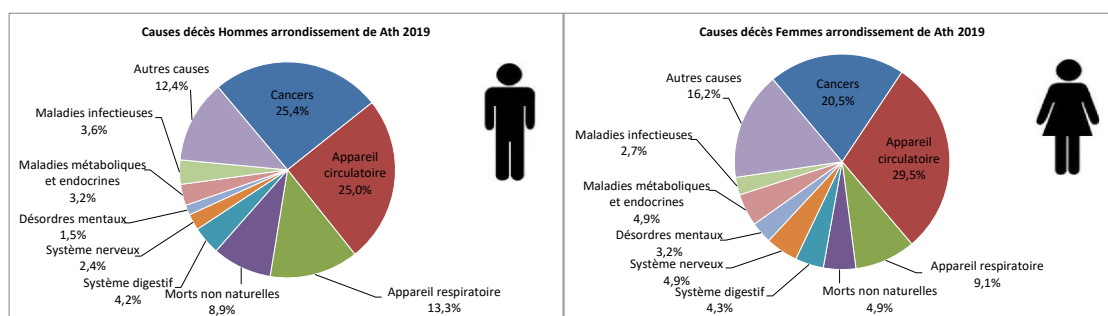 Causes décès Hommes arrondissement de Ath 2019
Cancers
25,4%
Appareil
circulatoire
25,0%
Appareil respiratoire
13,3%
Morts non naturelles
8,9%
Système digestif
4,2%
Système nerveux
2,4%
Désordres mentaux
1,5%
Maladies métaboliques
et endocrines
3,2%
Maladies infectieuses
3,6%
Autres causes
12,4%
Causes décès Femmes arrondissement de Ath 2019
Cancers
20,5%
Appareil
circulatoire
29,5%
Appareil respiratoire
9,1%
Morts non naturelles
4,9%
Système digestif
4,3%
Système nerveux
4,9%
Désordres mentaux
3,2%
Maladies métaboliques
et endocrines
4,9%
Maladies infectieuses
2,7%
Autres causes
16,2%